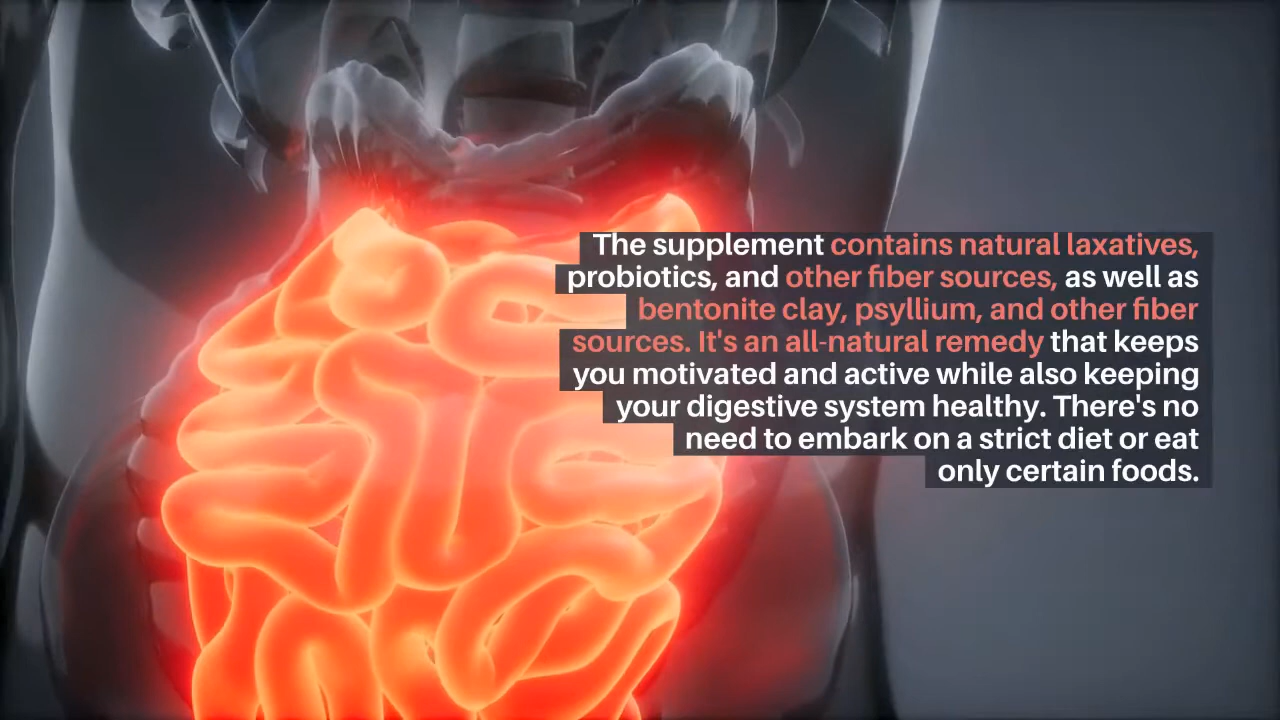 The supplement contains natural laxatives,
probiotics, and other fiber sources, as well as
bentonite clay, psyllium, and other fiber
sources. It's an all-natural remedy that keeps
you motivated and active while also keeping
your digestive system healthy. There's no
need to embark on a strict diet or eat
only certain foods.